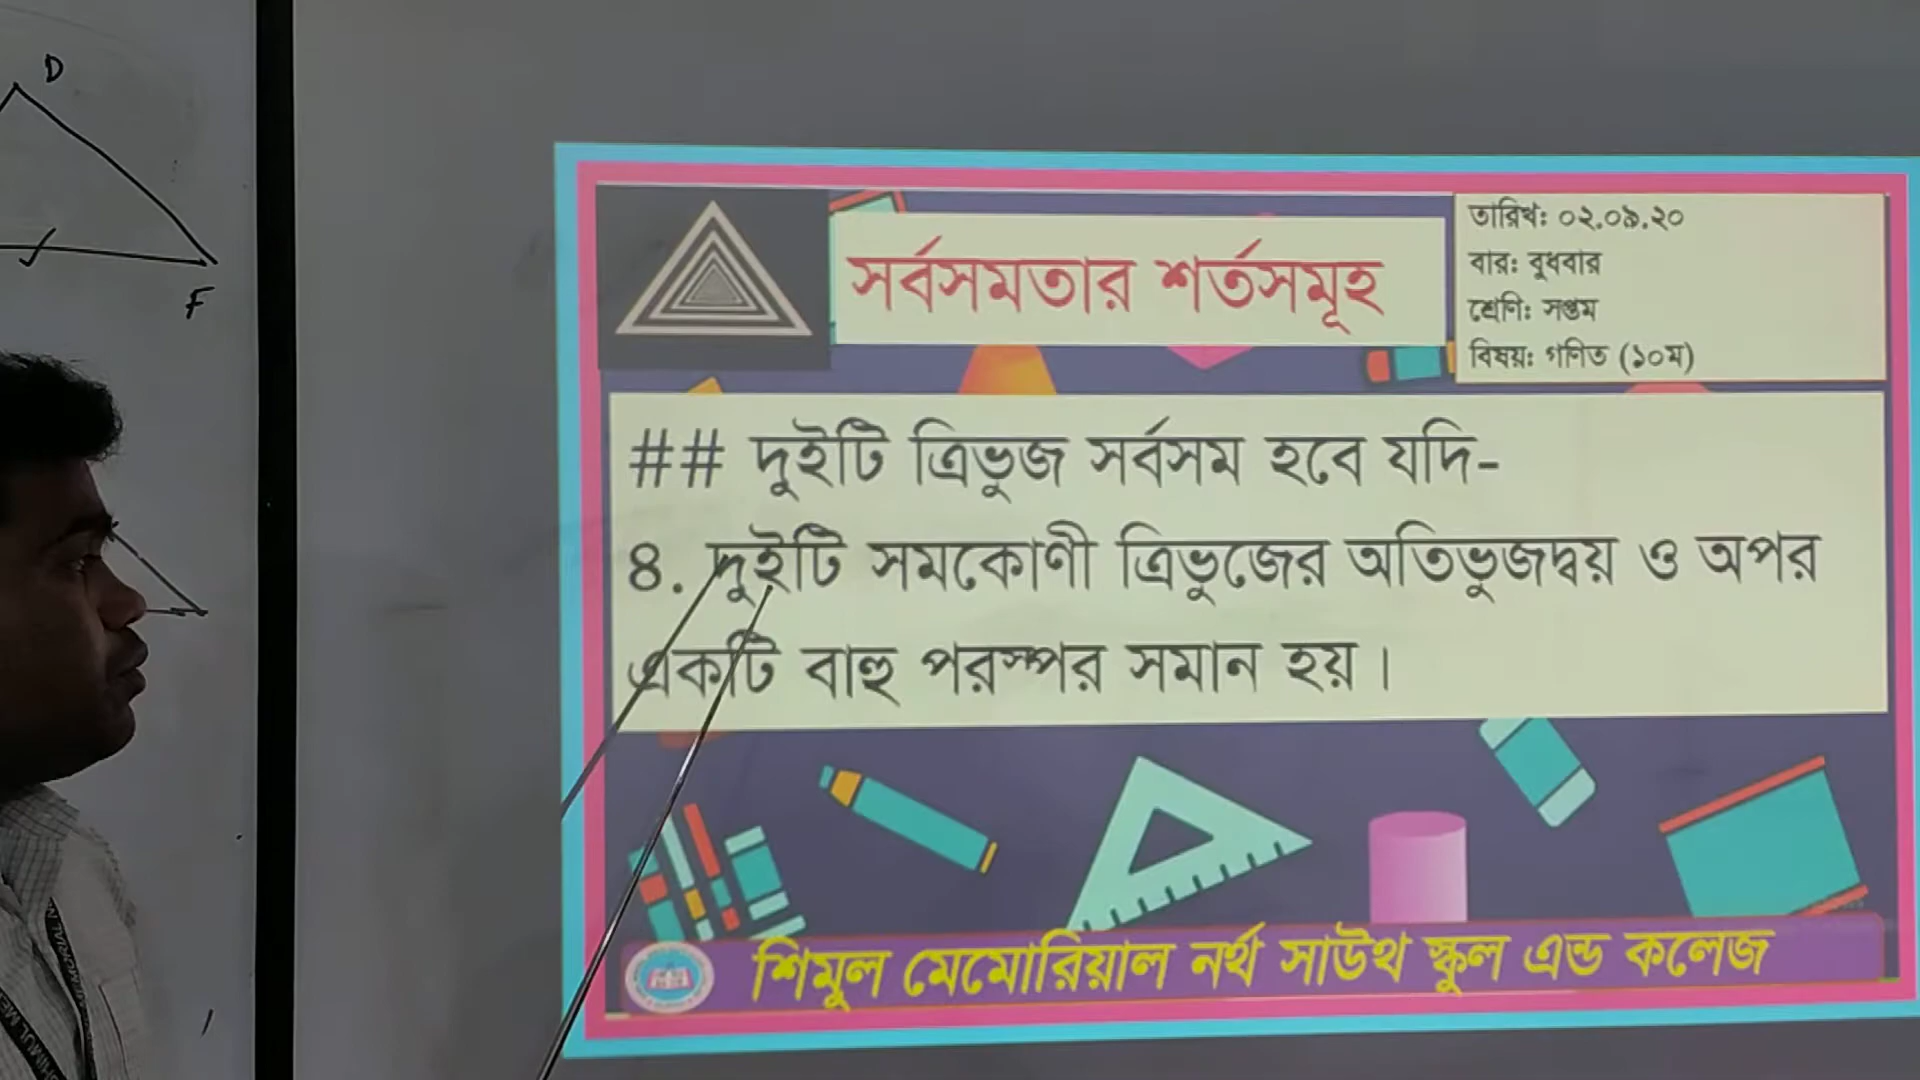 D
F
সর্বসমতার শর্তসমূহ
তারিখ: ০২.০৯.২০
বার: বুধবার
শ্রেণি: সপ্তম
বিষয়: গণিত (১০ম)
## দুইটি ত্রিভুজ সর্বসম হবে যদি-
৪. দুইটি সমকোণী ত্রিভুজের অতিভুজদ্বয় ও অপর
একটি বাহু পরস্পর সমান হয়।
শিমুল মেমোরিয়াল নর্থ সাউথ স্কুল এন্ড কলেজ